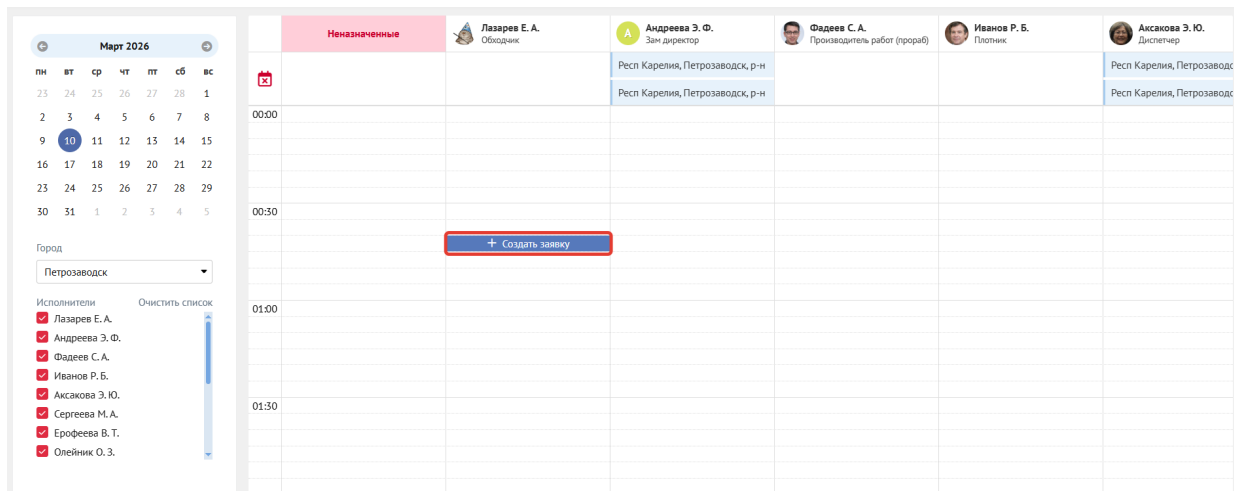 Март 2026
пн вт ср чт пт сб вс
23 24 25 26 27 28 1
2 3 4 5 6 7 8
9 10 11 12 13 14 15
16 17 18 19 20 21 22
23 24 25 26 27 28 29
30 31 1 2 3 4 5
Город
Петрозаводск
Исполнители Очистить список
Лазарев Е. А.
Андреева Э. Ф.
Фадеев С. А.
Иванов Р. Б.
Аксакова Э. Ю.
Сергеева М. А.
Ерофеева В. Т.
Олейник О. З.
Неназначенные
Лазарев Е. А.
Обходчик
А
Андреева Э. Ф.
Зам директор
Фадеев С. А.
Производитель работ (прораб)
Иванов Р. Б.
Плотник
Аксакова Э. Ю.
Диспетчер
Респ Карелия, Петрозаводск, р-н
Респ Карелия, Петрозаводск, р-н
Респ Карелия, Петрозаводс
Респ Карелия, Петрозаводс
00:00
00:30
+ Создать заявку
01:00
01:30